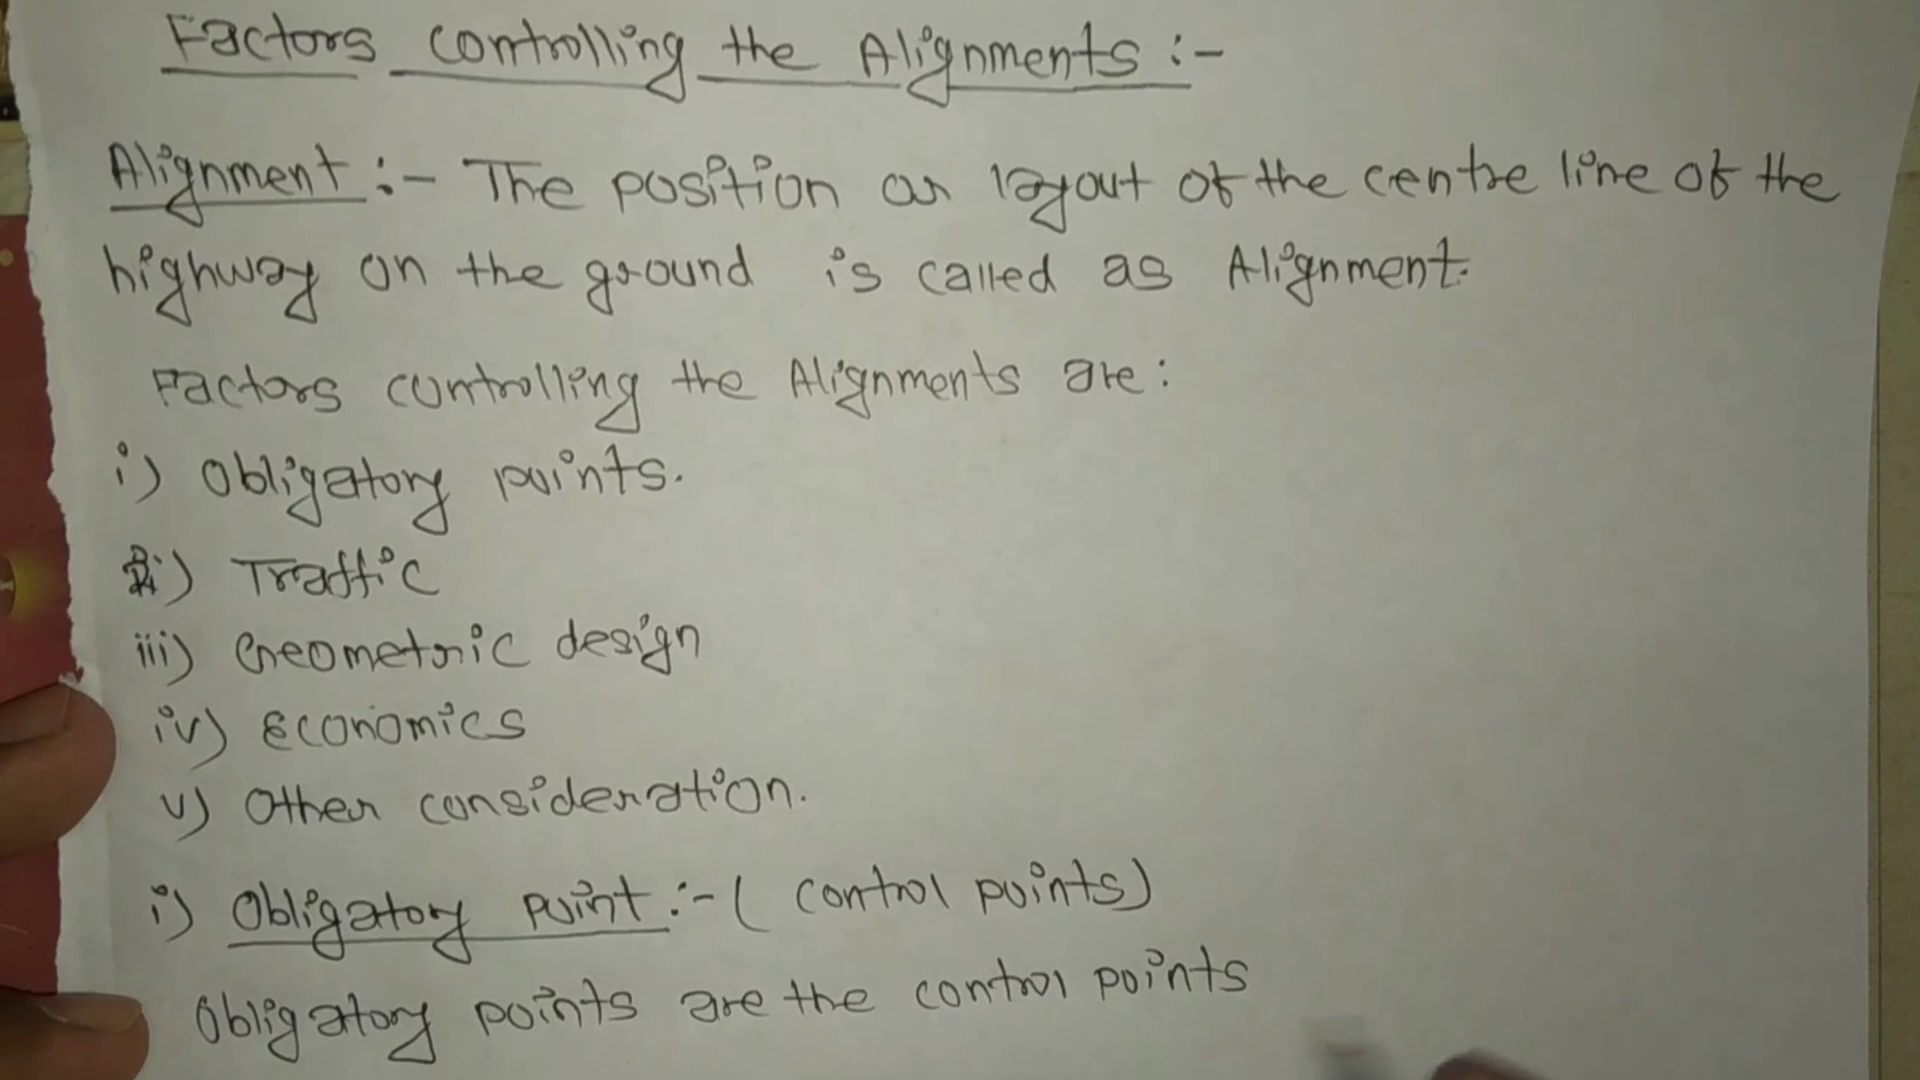 Factors controlling the Alignments :-
Alignment :- The position or layout of the centre line of the
highway on the ground is called as Alignment.
Factors controlling the Alignments are:
i) Obligatory points.
ii) Traffic
iii) Geometric design
iv) Economics
v) Other consideration.
i) Obligatory point :- ( control points)
Obligatory points are the control points